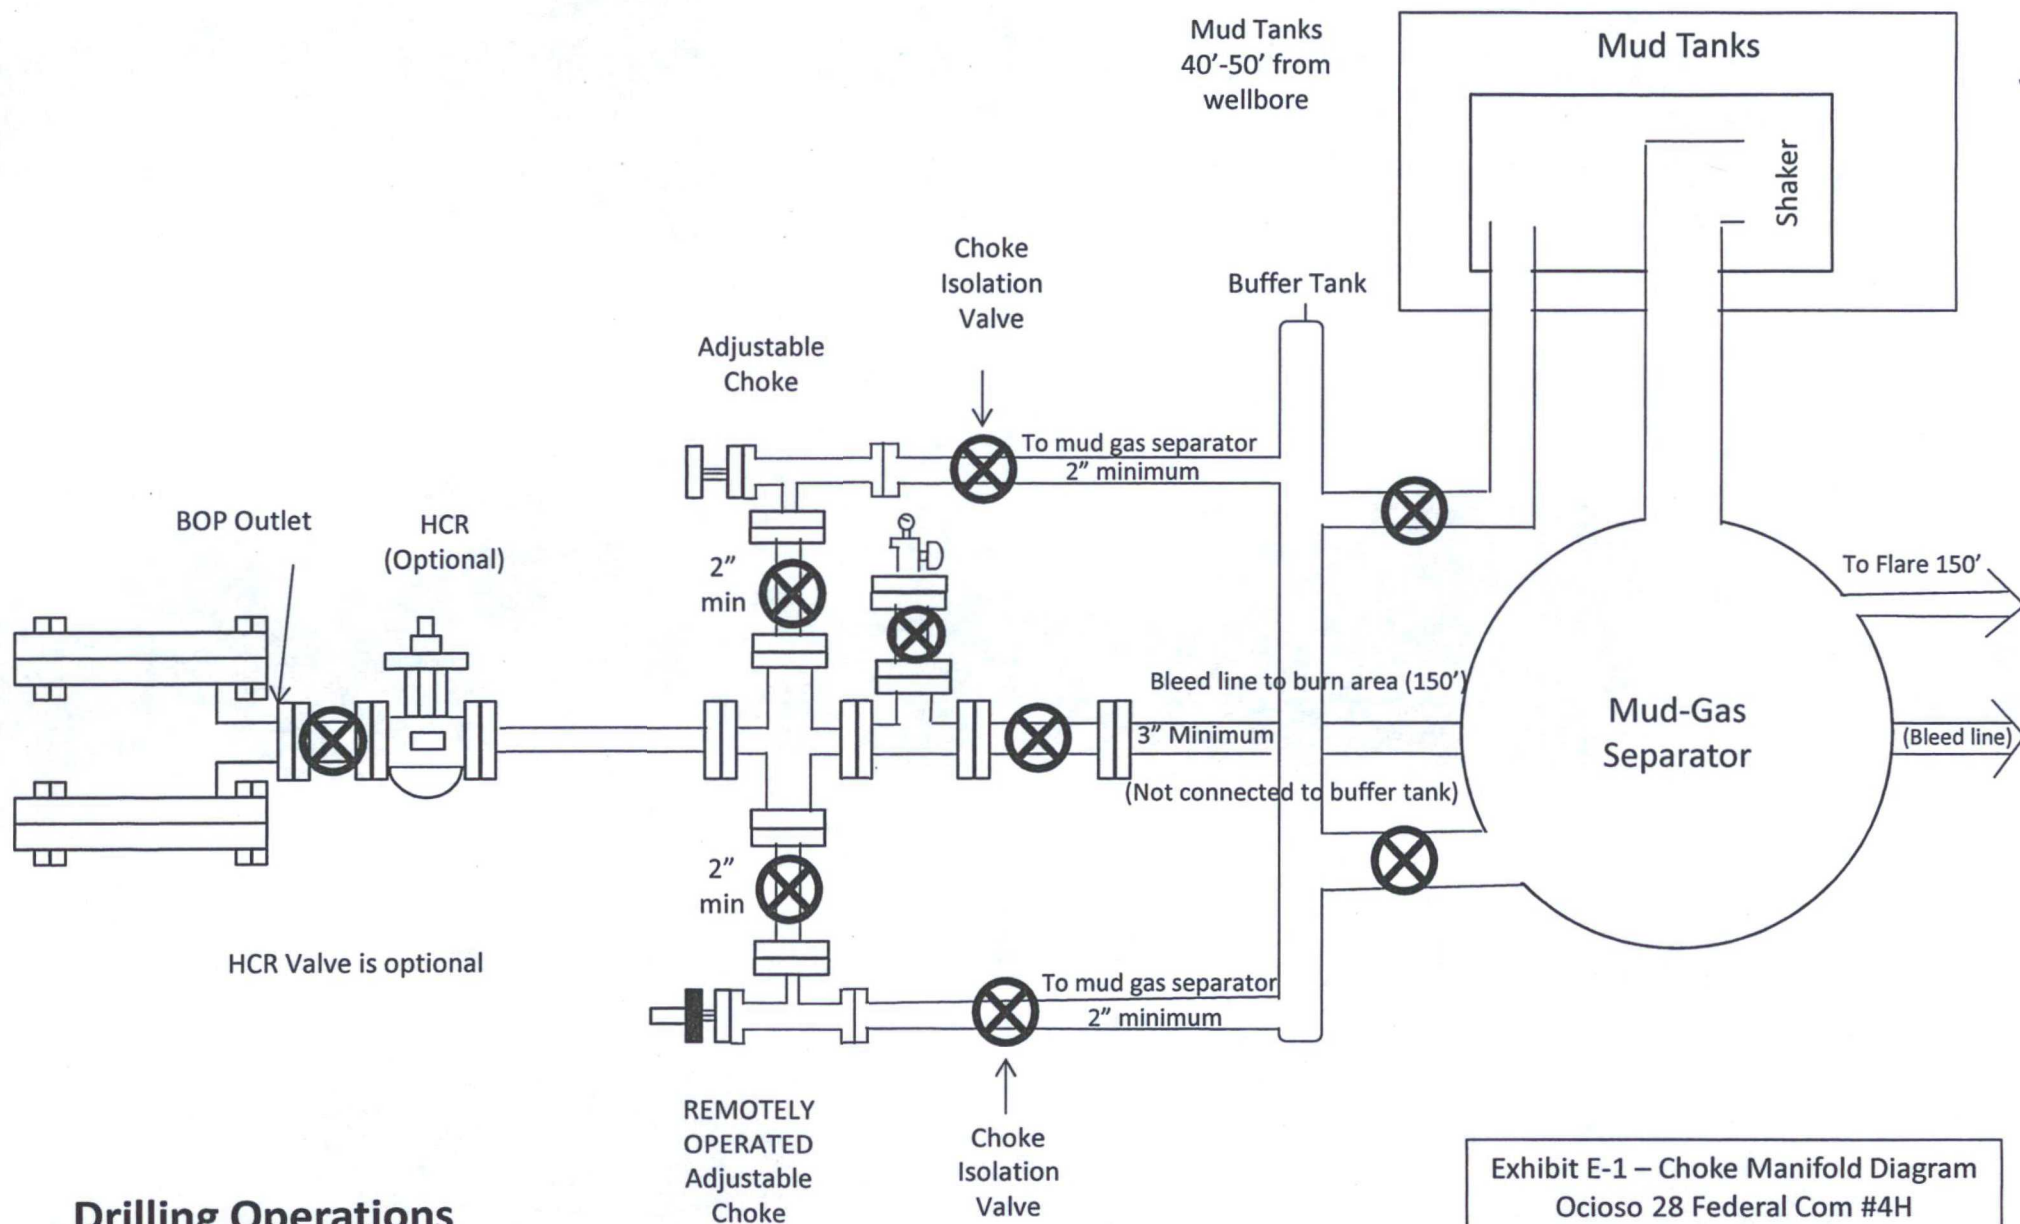 Mud Tanks
40’-50’ from
wellbore
Mud Tanks
Shaker
Choke
Isolation
Valve
Buffer Tank
Adjustable
Choke
To mud gas separator
2” minimum
BOP Outlet
HCR
(Optional)
2”
min
To Flare 150’
Bleed line to burn area (150’)
3” Minimum
(Not connected to buffer tank)
Mud-Gas
Separator
(Bleed line)
2”
min
HCR Valve is optional
To mud gas separator
2” minimum
REMOTELY
OPERATED
Adjustable
Choke
Choke
Isolation
Valve
Exhibit E-1 – Choke Manifold Diagram
Ocioso 28 Federal Com #4H
Drilling Operations